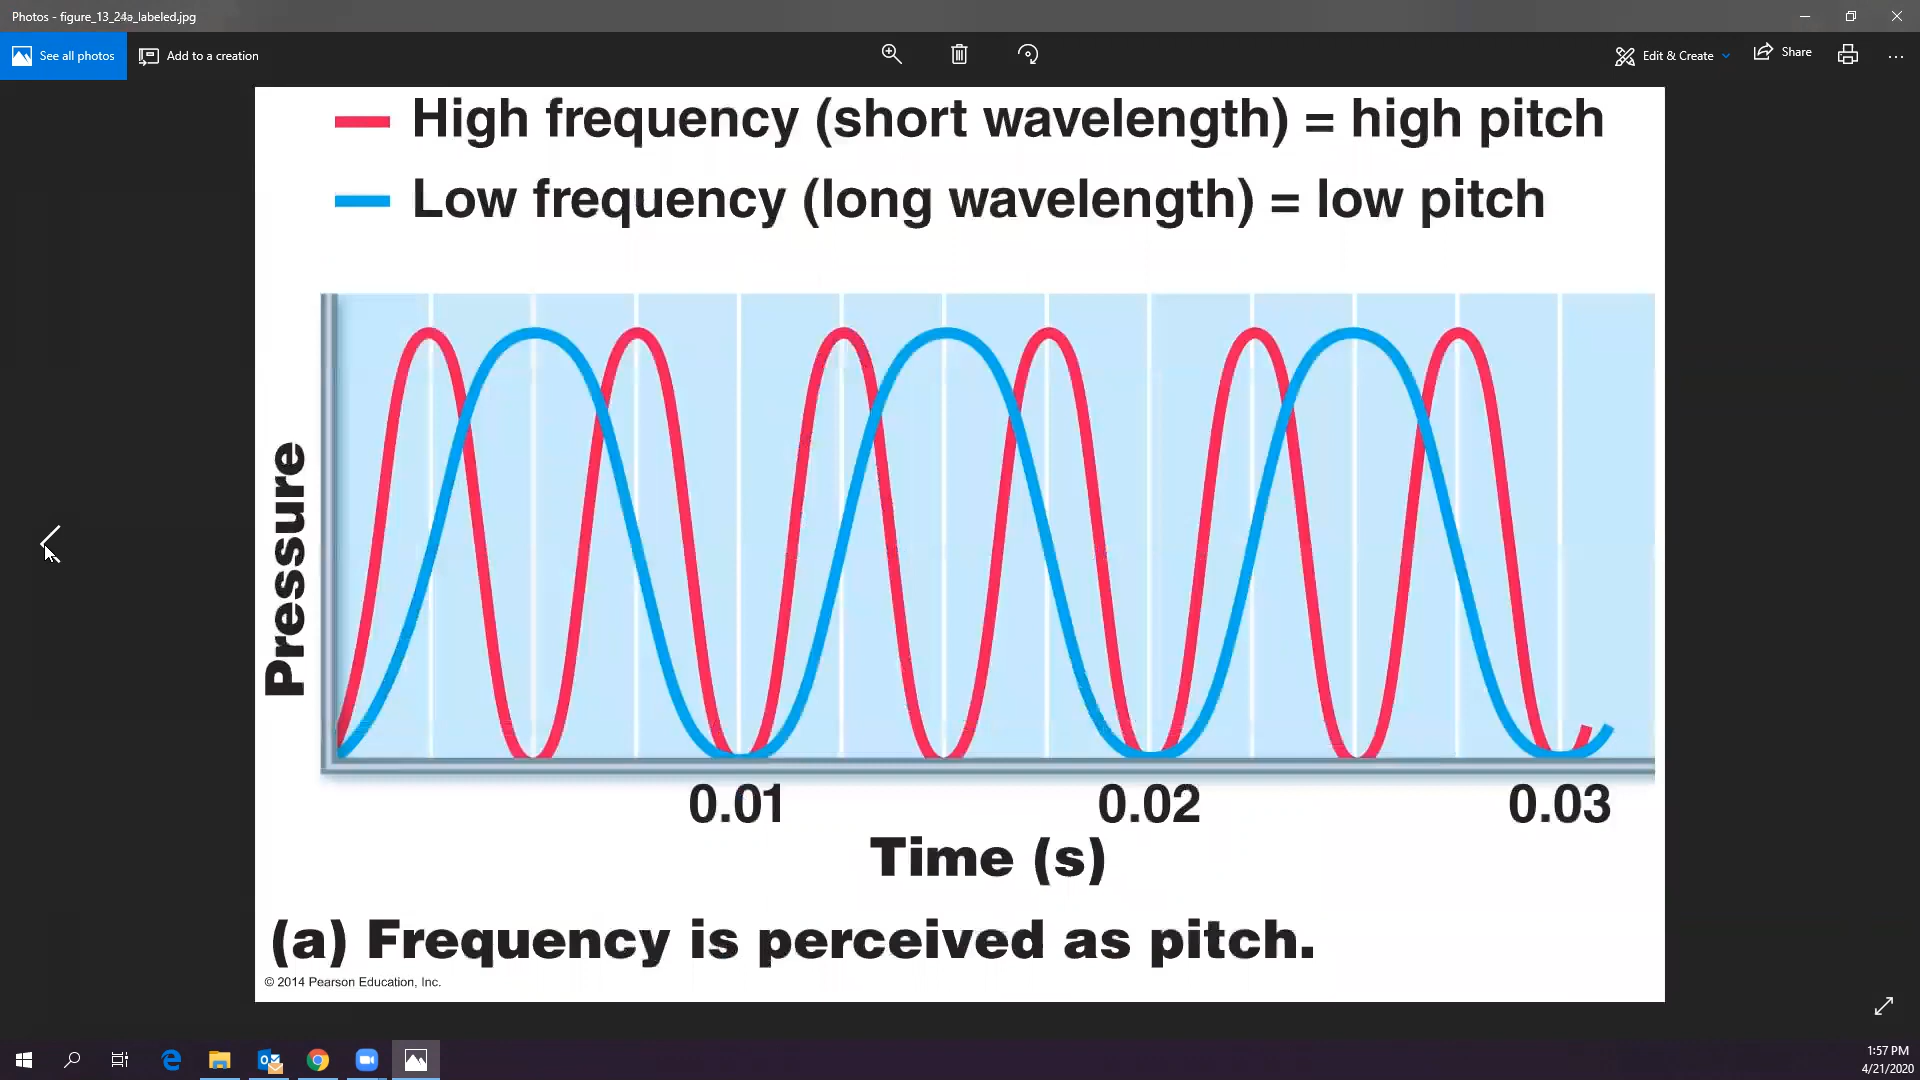 Photos - figure_13_24a_labeled.jpg
See all photos
Add to a creation
Edit & Create
Share
High frequency (short wavelength) = high pitch
Low frequency (long wavelength) = low pitch
Pressure
0.01 0.02 0.03
Time (s)
(a) Frequency is perceived as pitch.
© 2014 Pearson Education, Inc.
1:57 PM
4/21/2020